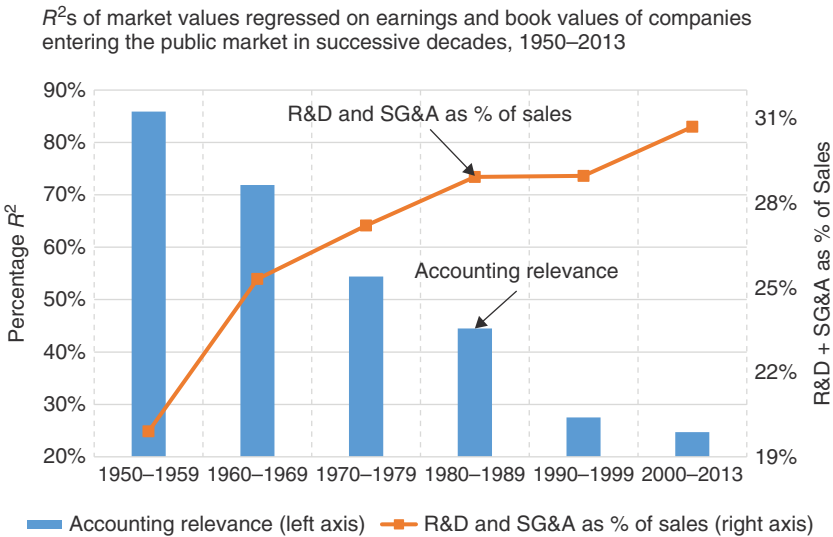 R²s of market values regressed on earnings and book values of companies
entering the public market in successive decades, 1950–2013
90%
80%
70%
60%
50%
40%
30%
20%
Percentage R²
R&D and SG&A as % of sales
Accounting relevance
31%
28%
25%
22%
19%
R&D + SG&A as % of Sales
1950–1959 1960–1969 1970–1979 1980–1989 1990–1999 2000–2013
Accounting relevance (left axis) R&D and SG&A as % of sales (right axis)